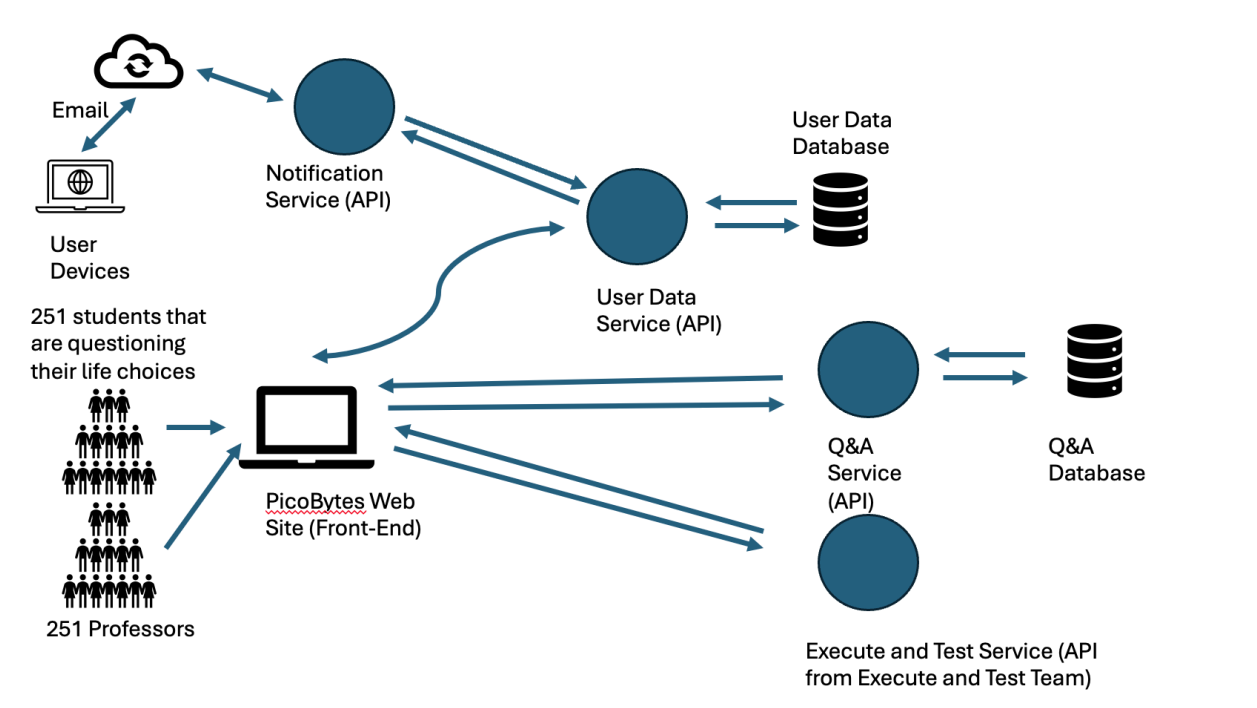 Email
Notification
Service (API)
User Data
Database
User
Devices
User Data
Service (API)
251 students that
are questioning
their life choices
PicoBytes Web
Site (Front-End)
Q&A
Service
(API)
Q&A
Database
251 Professors
Execute and Test Service (API
from Execute and Test Team)